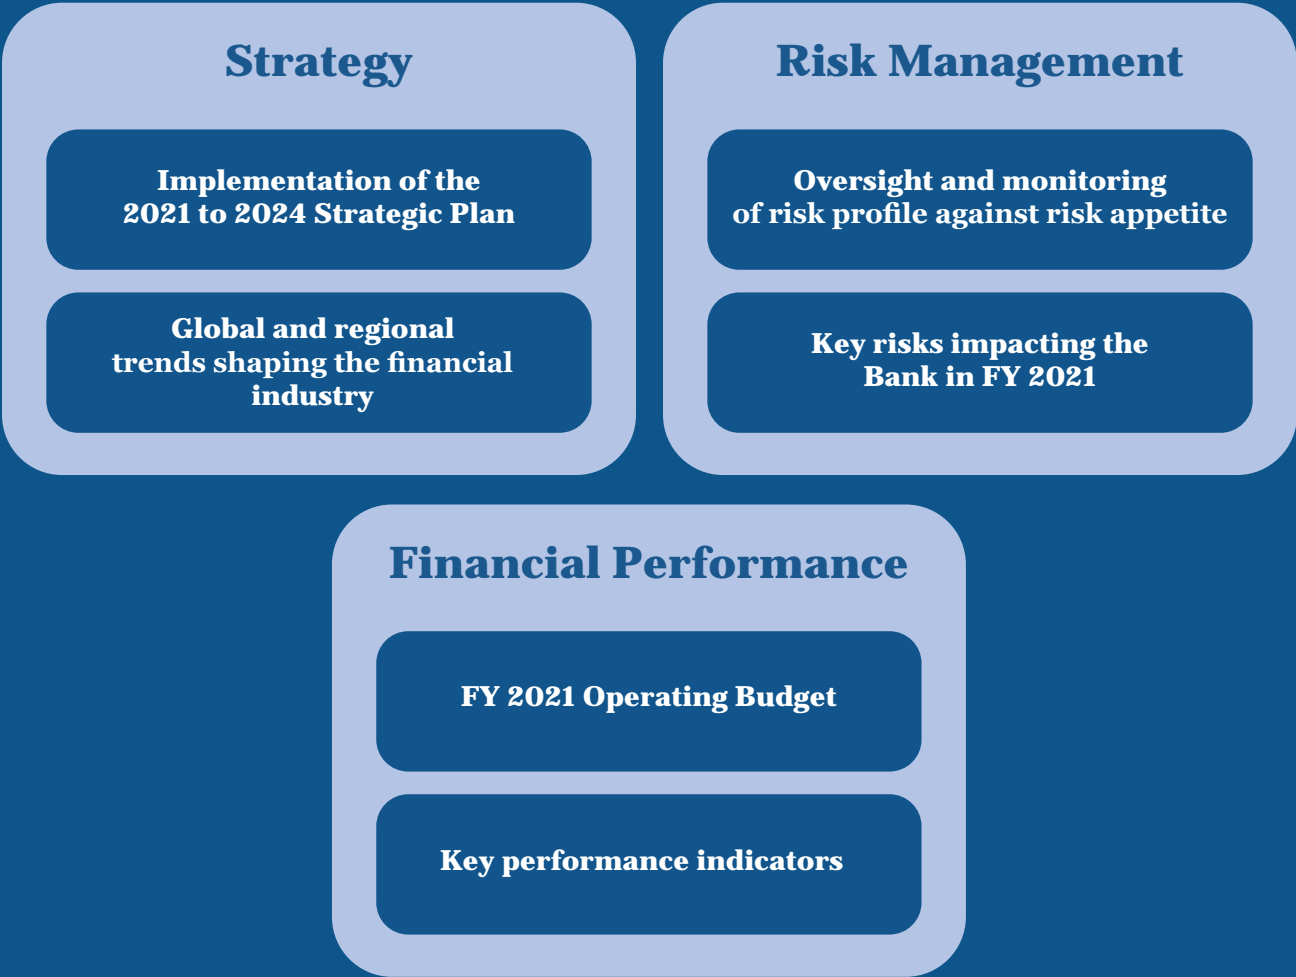 Strategy
Implementation of the
2021 to 2024 Strategic Plan
Global and regional
trends shaping the financial
industry
Risk Management
Oversight and monitoring
of risk profile against risk appetite
Key risks impacting the
Bank in FY 2021
Financial Performance
FY 2021 Operating Budget
Key performance indicators